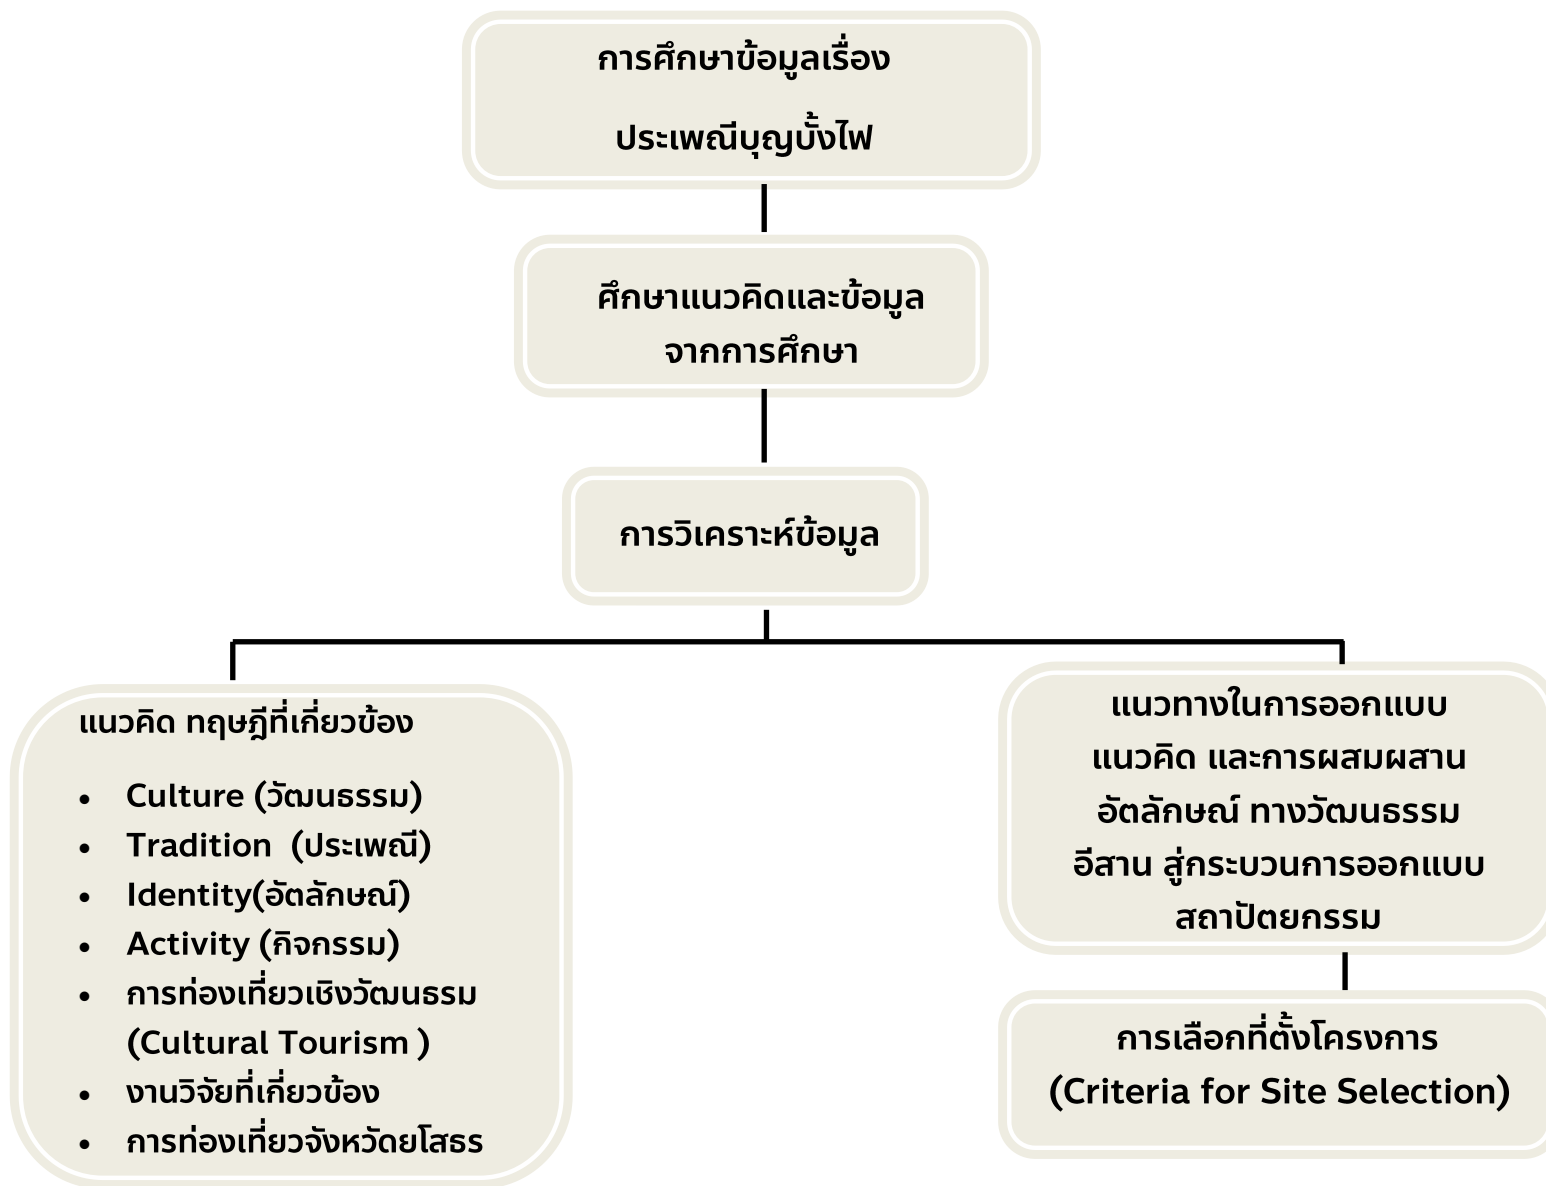 การศึกษาข้อมูลเรื่อง
ประเพณีบุญบั้งไฟ
ศึกษาแนวคิดและข้อมูล
จากการศึกษา
การวิเคราะห์ข้อมูล
แนวคิด ทฤษฎีที่เกี่ยวข้อง
• Culture (วัฒนธรรม)
• Tradition (ประเพณี)
• Identity(อัตลักษณ์)
• Activity (กิจกรรม)
• การท่องเที่ยวเชิงวัฒนธรม
(Cultural Tourism )
• งานวิจัยที่เกี่ยวข้อง
• การท่องเที่ยวจังหวัดยโสธร
แนวทางในการออกแบบ
แนวคิด และการผสมผสาน
อัตลักษณ์ ทางวัฒนธรรม
อีสาน สู่กระบวนการออกแบบ
สถาปัตยกรรม
การเลือกที่ตั้งโครงการ
(Criteria for Site Selection)